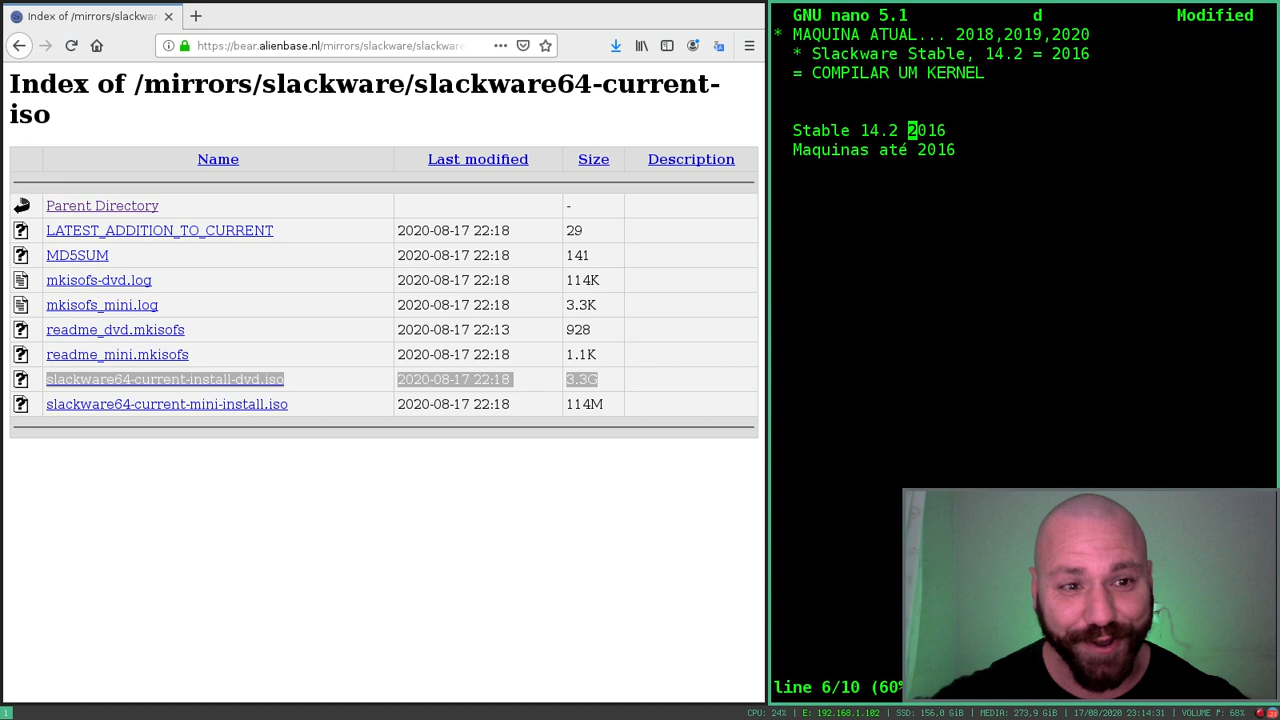 Index of /mirrors/slackwar
https://bear.alienbase.nl/mirrors/slackware/slackware
Index of /mirrors/slackware/slackware64-current-
iso
Name Last modified Size Description
Parent Directory -
LATEST_ADDITION_TO_CURRENT 2020-08-17 22:18 29
MD5SUM 2020-08-17 22:18 141
mkisofs-dvd.log 2020-08-17 22:18 114K
mkisofs_mini.log 2020-08-17 22:18 3.3K
readme_dvd.mkisofs 2020-08-17 22:13 928
readme_mini.mkisofs 2020-08-17 22:18 1.1K
slackware64-current-install-dvd.iso 2020-08-17 22:18 3.3G
slackware64-current-mini-install.iso 2020-08-17 22:18 114M
GNU nano 5.1 d Modified
* MAQUINA ATUAL... 2018,2019,2020
* Slackware Stable, 14.2 = 2016
= COMPILAR UM KERNEL
Stable 14.2 2016
Maquinas até 2016
line 6/10 (60%
1 CPU: 24% | E: 192.168.1.102 | SSD: 156,0 GiB | MEDIA: 273,9 GiB | 17/08/2020 23:14:31 | VOLUME ♪: 68%